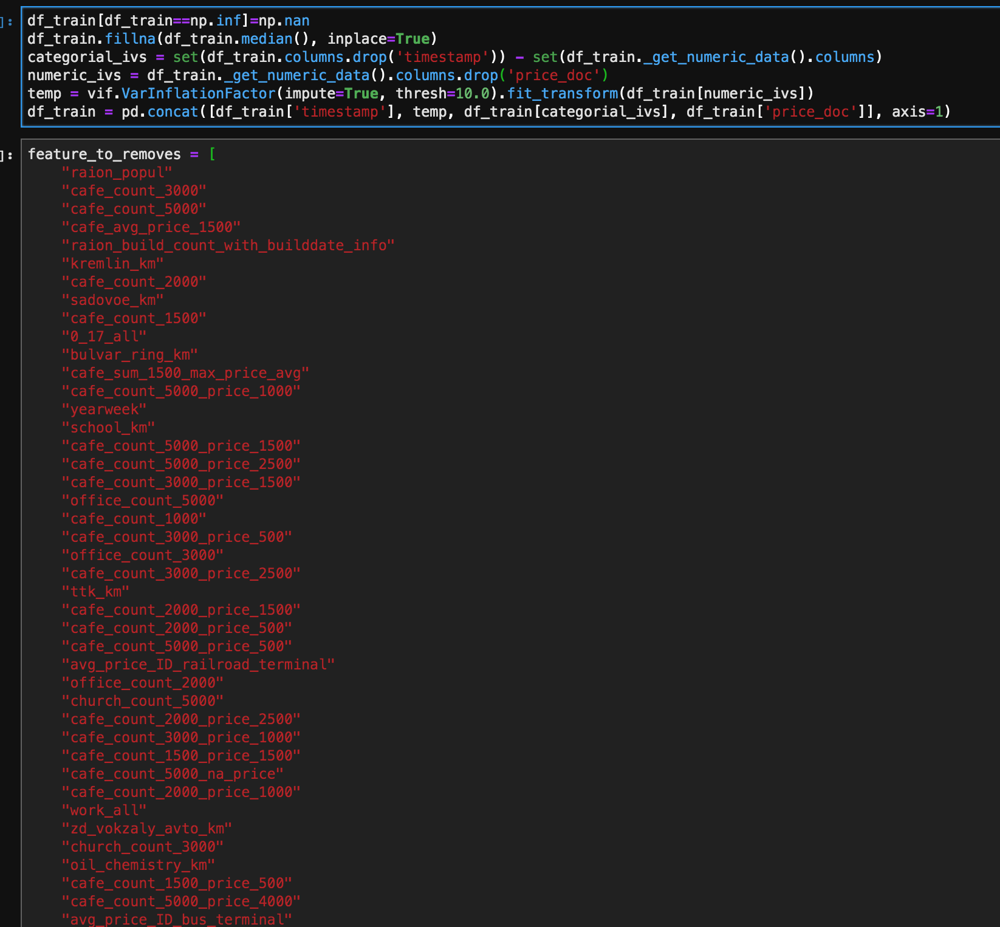 ]: df_train[df_train==np.inf]=np.nan
df_train.fillna(df_train.median(), inplace=True)
categorial_ivs = set(df_train.columns.drop('timestamp')) - set(df_train._get_numeric_data().columns)
numeric_ivs = df_train._get_numeric_data().columns.drop('price_doc')
temp = vif.VarInflationFactor(impute=True, thresh=10.0).fit_transform(df_train[numeric_ivs])
df_train = pd.concat([df_train['timestamp'], temp, df_train[categorial_ivs], df_train['price_doc']], axis=1)
]: feature_to_removes = [
"raion_popul"
"cafe_count_3000"
"cafe_count_5000"
"cafe_avg_price_1500"
"raion_build_count_with_builddate_info"
"kremlin_km"
"cafe_count_2000"
"sadovoe_km"
"cafe_count_1500"
"0_17_all"
"bulvar_ring_km"
"cafe_sum_1500_max_price_avg"
"cafe_count_5000_price_1000"
"yearweek"
"school_km"
"cafe_count_5000_price_1500"
"cafe_count_5000_price_2500"
"cafe_count_3000_price_1500"
"office_count_5000"
"cafe_count_1000"
"cafe_count_3000_price_500"
"office_count_3000"
"cafe_count_3000_price_2500"
"ttk_km"
"cafe_count_2000_price_1500"
"cafe_count_2000_price_500"
"cafe_count_5000_price_500"
"avg_price_ID_railroad_terminal"
"office_count_2000"
"church_count_5000"
"cafe_count_2000_price_2500"
"cafe_count_3000_price_1000"
"cafe_count_1500_price_1500"
"cafe_count_5000_na_price"
"cafe_count_2000_price_1000"
"work_all"
"zd_vokzaly_avto_km"
"church_count_3000"
"oil_chemistry_km"
"cafe_count_1500_price_500"
"cafe_count_5000_price_4000"
"avg_price_ID_bus_terminal"